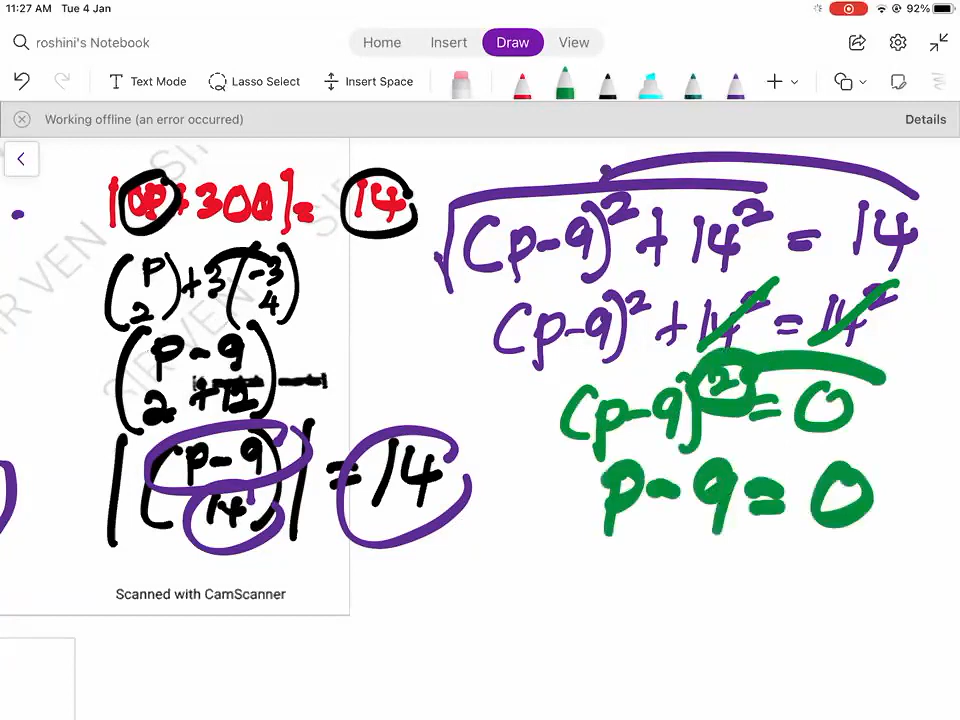 11:27 AM Tue 4 Jan 92%
roshini's Notebook Home Insert Draw View
Text Mode Lasso Select Insert Space
Working offline (an error occurred) Details
|OP + 3OQ| = 14
(p 2) + 3(-3 4)
(p - 9 2 + 12)
|(p - 9 14)| = 14
Scanned with CamScanner
√(p-9)² + 14² = 14
(p-9)² + 14² = 14²
(p-9)² = 0
p - 9 = 0